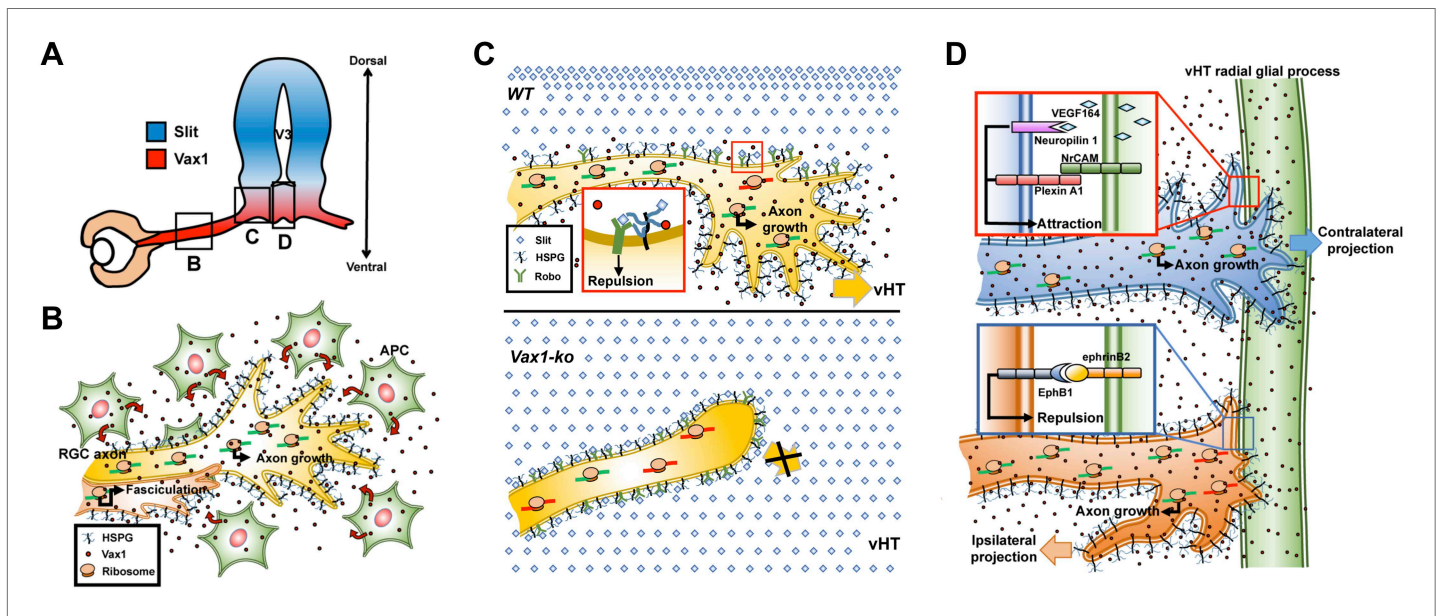 A
Dorsal
Slit
Vax1
V3
B
C
D
Ventral
B
APC
RGC axon
Axon growth
Fasciculation
HSPG
Vax1
Ribosome
C
WT
Axon
growth
Slit
HSPG
Robo
Repulsion
vHT
Vax1-ko
vHT
D
vHT radial glial process
VEGF164
Neuropilin 1
NrCAM
Plexin A1
Attraction
Contralateral
projection
Axon growth
ephrinB2
EphB1
Repulsion
Axon growth
Ipsilateral
projection